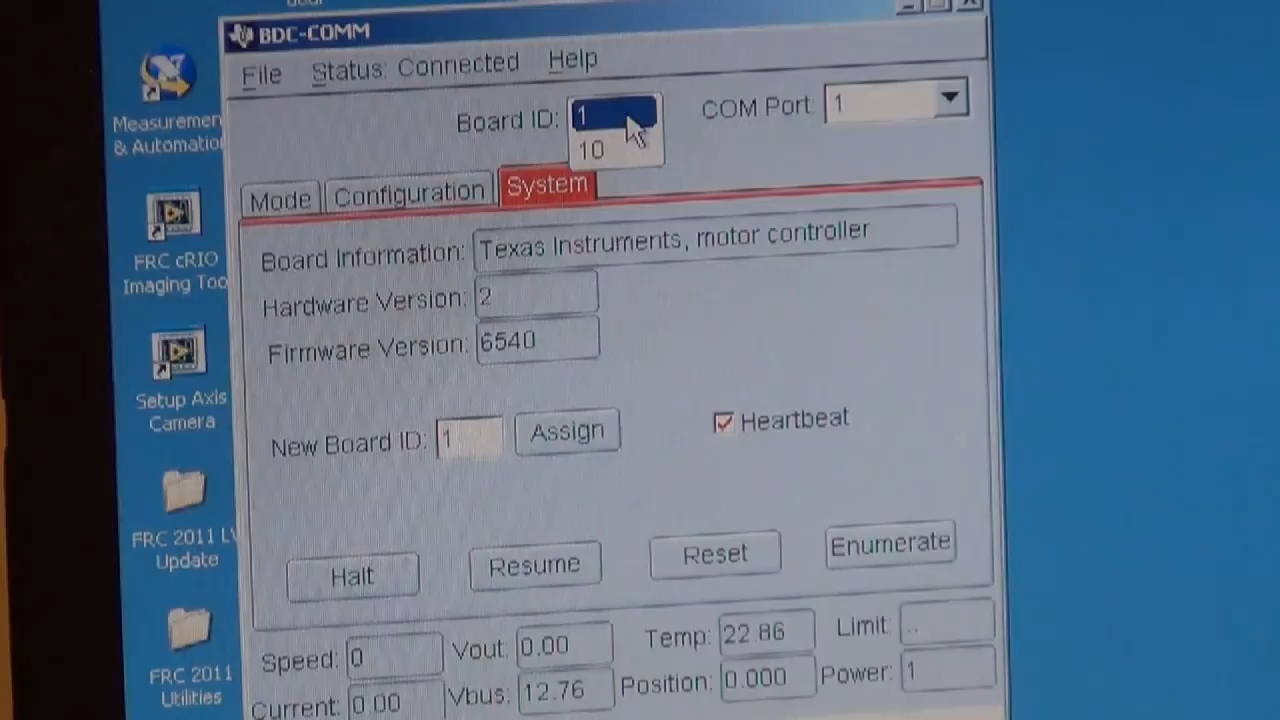 BDC-COMM
File Status: Connected Help
Board ID: 1
10
COM Port: 1
Mode Configuration System
Board Information: Texas Instruments, motor controller
Hardware Version: 2
Firmware Version: 6540
New Board ID: 1 Assign Heartbeat
Halt Resume Reset Enumerate
Speed: 0 Vout: 0.00 Temp: 22.86 Limit: ..
Current: 0.00 Vbus: 12.76 Position: 0.000 Power: 1
Measuremen
& Automatio
FRC cRIO
Imaging Too
Setup Axis
Camera
FRC 2011 LV
Update
FRC 2011
Utilities